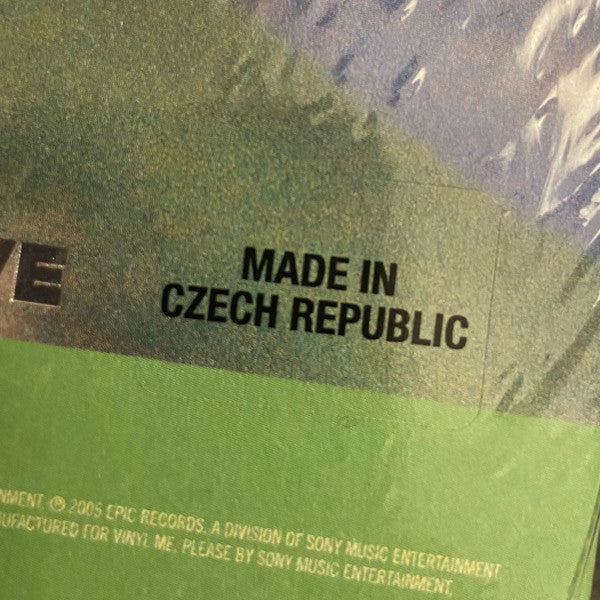 MADE IN
CZECH REPUBLIC
℗ 2005 EPIC RECORDS, A DIVISION OF SONY MUSIC ENTERTAINMENT
FOR VINYL ME, PLEASE BY SONY MUSIC ENTERTAINMENT.